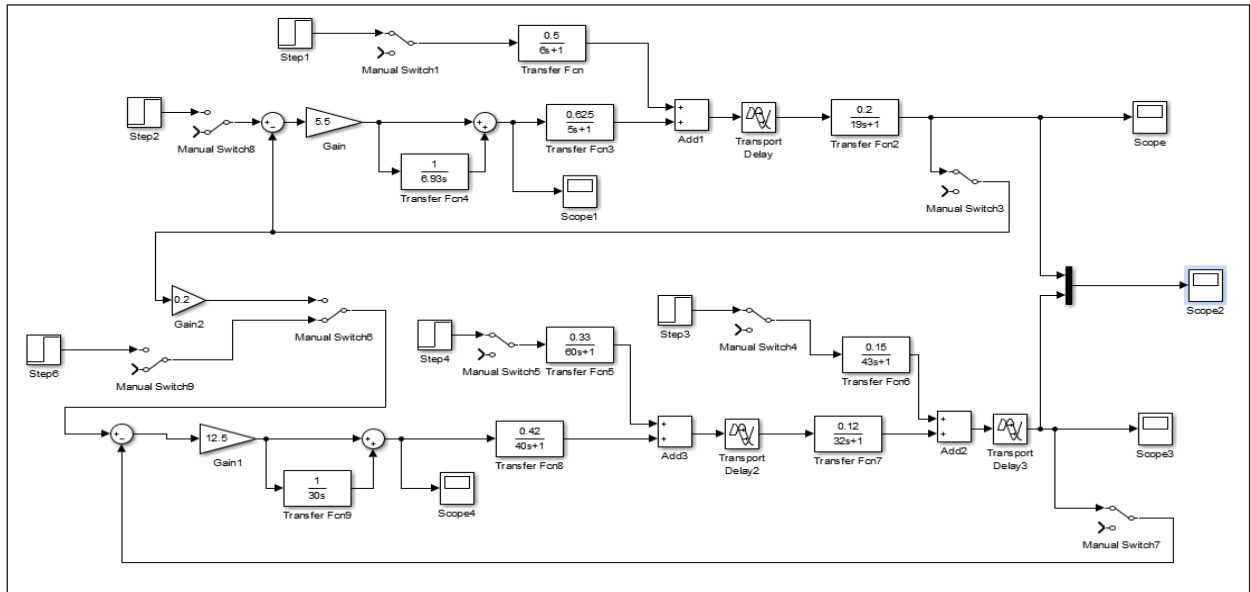 0.5
6s+1
Step1
Manual Switch1
Transfer Fcn
Step2
Manual Switch8
+
−
5.5
Gain
+
+
0.625
5s+1
Transfer Fcn3
+
+
Add1
Transport
Delay
0.2
19s+1
Transfer Fcn2
Scope
1
6.93s
Transfer Fcn4
Scope1
Manual Switch3
0.2
Gain2
Manual Switch6
Step6
Manual Switch9
Step4
Manual Switch5
0.33
60s+1
Transfer Fcn5
Step3
Manual Switch4
0.15
43s+1
Transfer Fcn6
Scope2
+
−
12.5
Gain1
+
+
0.42
40s+1
Transfer Fcn8
+
+
Add3
Transport
Delay2
0.12
32s+1
Transfer Fcn7
+
+
Add2
Transport
Delay3
Scope3
1
30s
Transfer Fcn9
Scope4
Manual Switch7